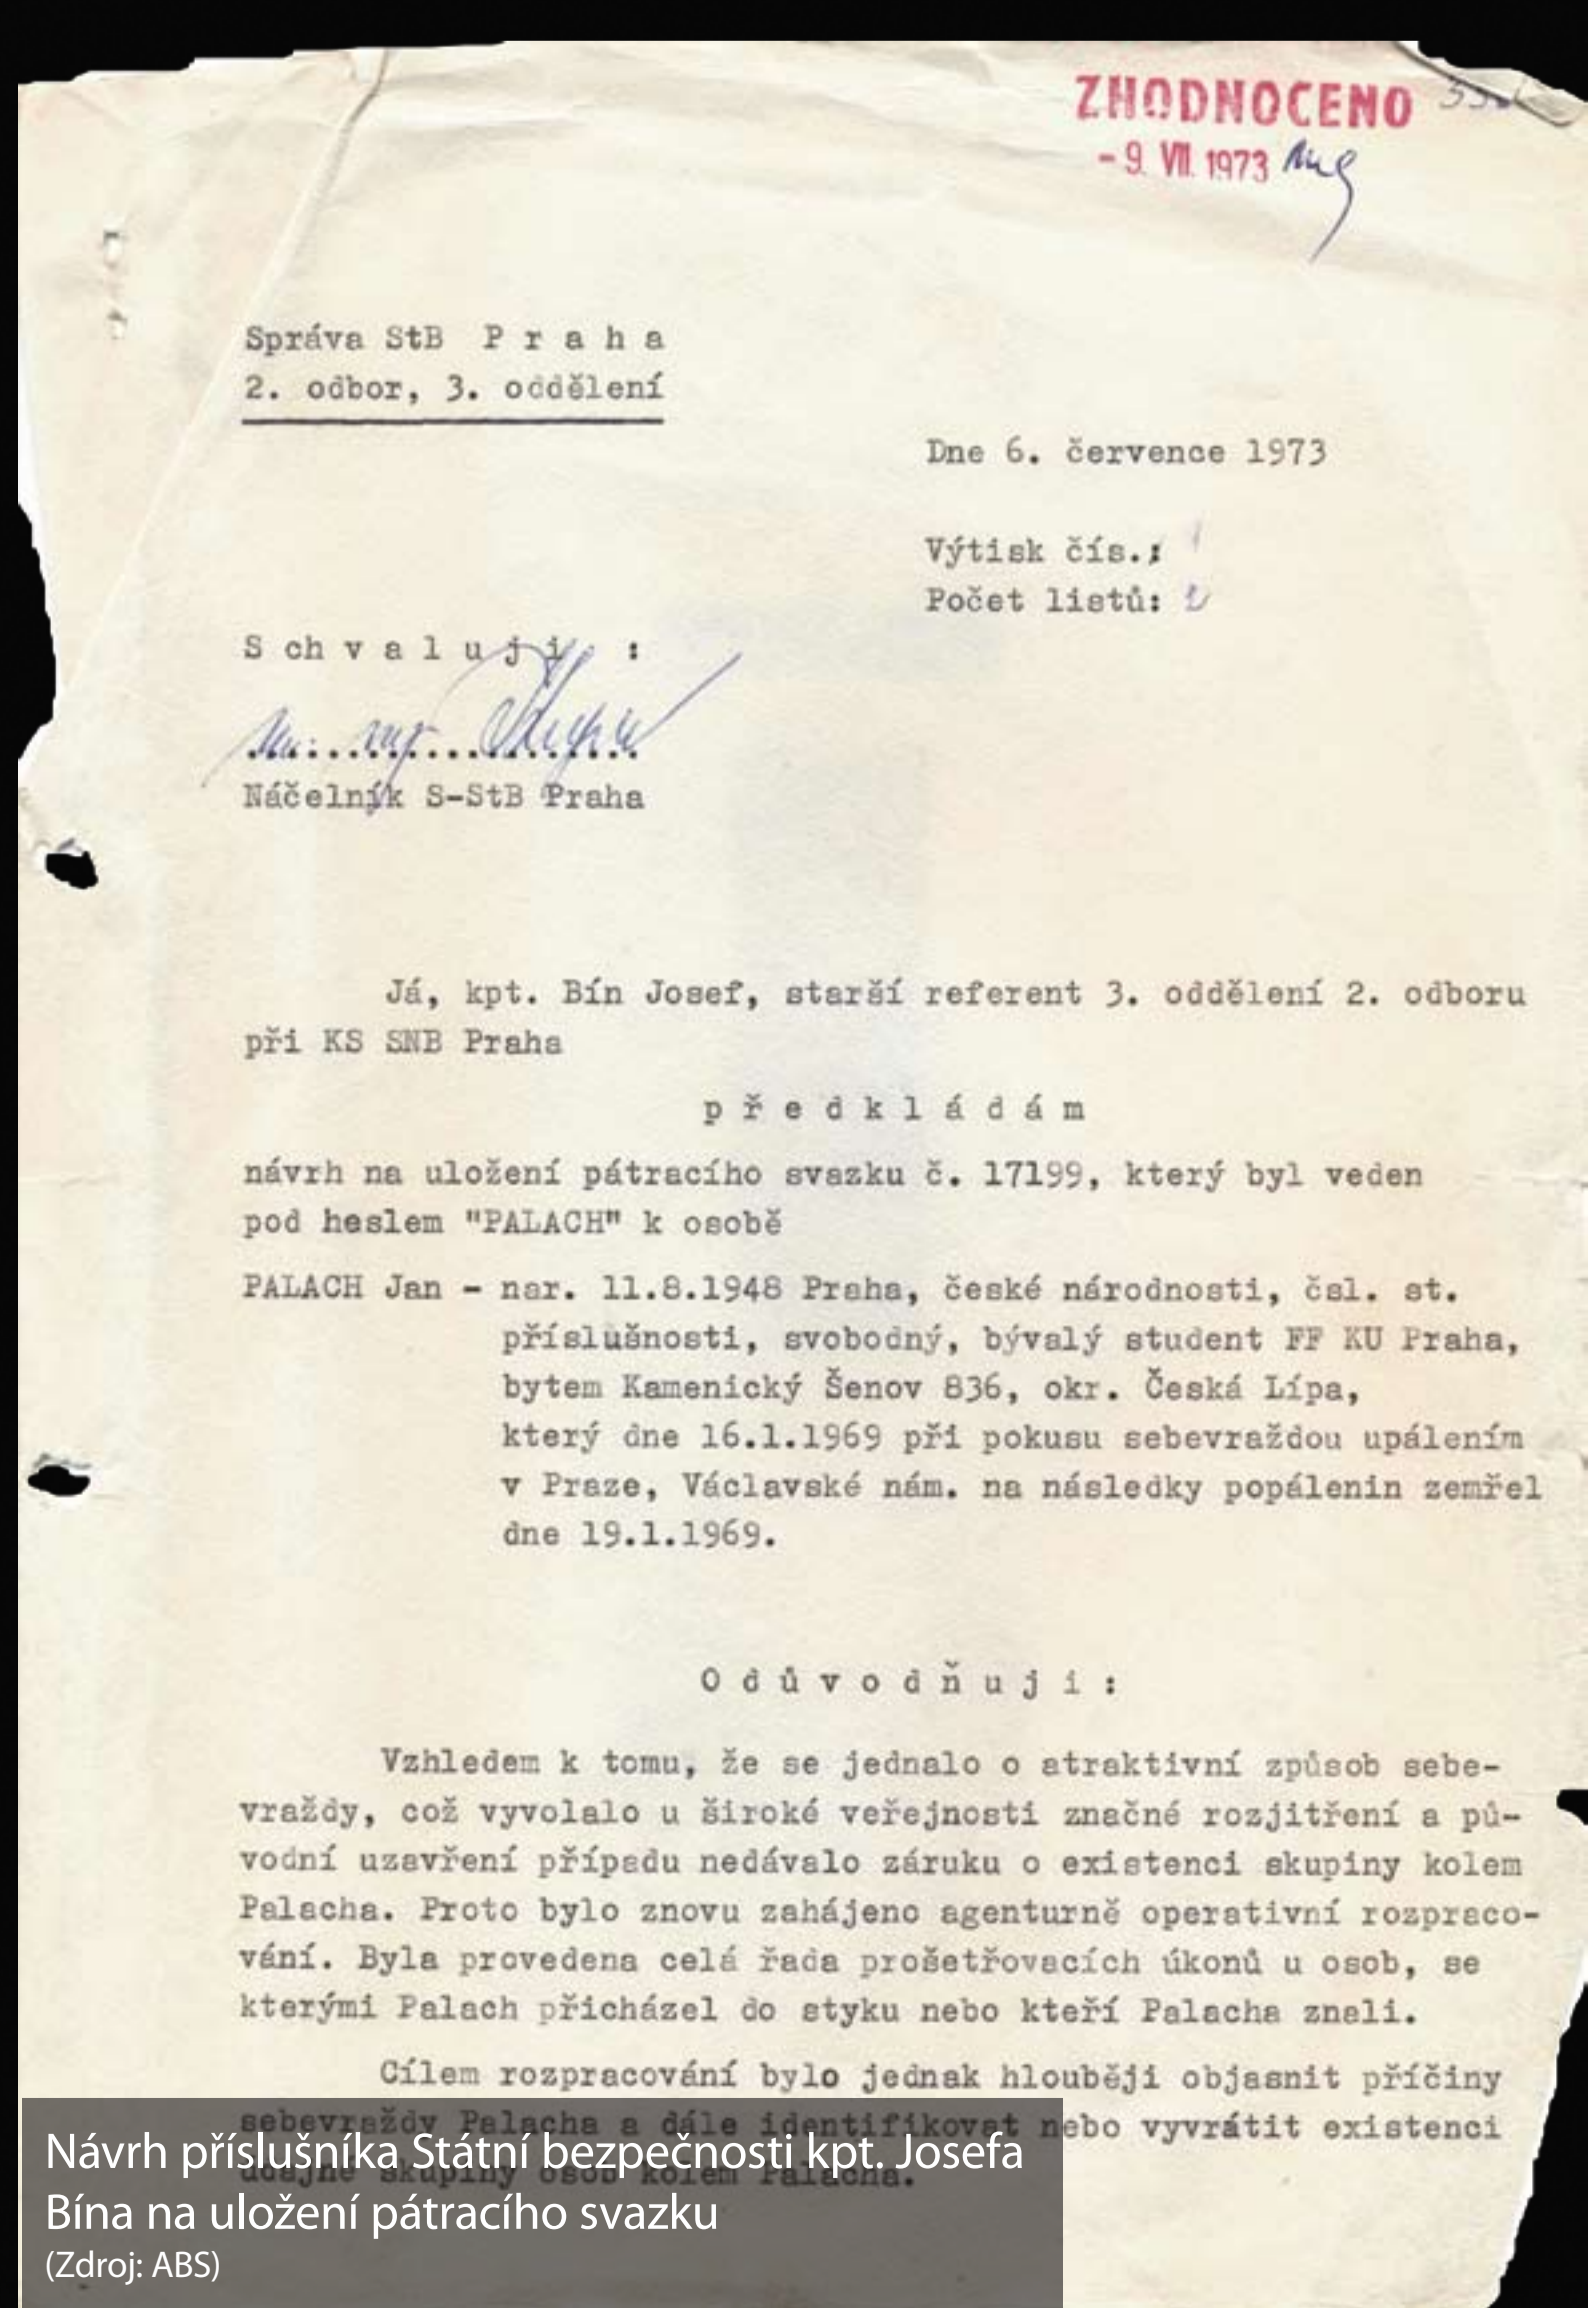 ZHODNOCENO
- 9. VII. 1973
Správa StB P r a h a
2. odbor, 3. oddělení
Dne 6. července 1973
Výtisk čís.: 1
Počet listů: 2
S ch v a l u j i :
Náčelník S-StB Praha
Já, kpt. Bín Josef, starší referent 3. oddělení 2. odboru
při KS SNB Praha
p ř e d k l á d á m
návrh na uložení pátracího svazku č. 17199, který byl veden
pod heslem "PALACH" k osobě
PALACH Jan - nar. 11.8.1948 Praha, české národnosti, čsl. st.
příslušnosti, svobodný, bývalý student FF KU Praha,
bytem Kamenický Šenov 836, okr. Česká Lípa,
který dne 16.1.1969 při pokusu sebevraždou upálením
v Praze, Václavské nám. na následky popálenin zemřel
dne 19.1.1969.
O d ů v o d ň u j i :
Vzhledem k tomu, že se jednalo o atraktivní způsob sebe-
vraždy, což vyvolalo u široké veřejnosti značné rozjitření a pů-
vodní uzavření případu nedávalo záruku o existenci skupiny kolem
Palacha. Proto bylo znovu zahájeno agenturně operativní rozpraco-
vání. Byla provedena celá řada prošetřovacích úkonů u osob, se
kterými Palach přicházel do styku nebo kteří Palacha znali.
Cílem rozpracování bylo jednak hlouběji objasnit příčiny
sebevraždy Palacha a dále identifikovat nebo vyvrátit existenci
údajné skupiny osob kolem Palacha.
Návrh příslušníka Státní bezpečnosti kpt. Josefa
Bína na uložení pátracího svazku
(Zdroj: ABS)